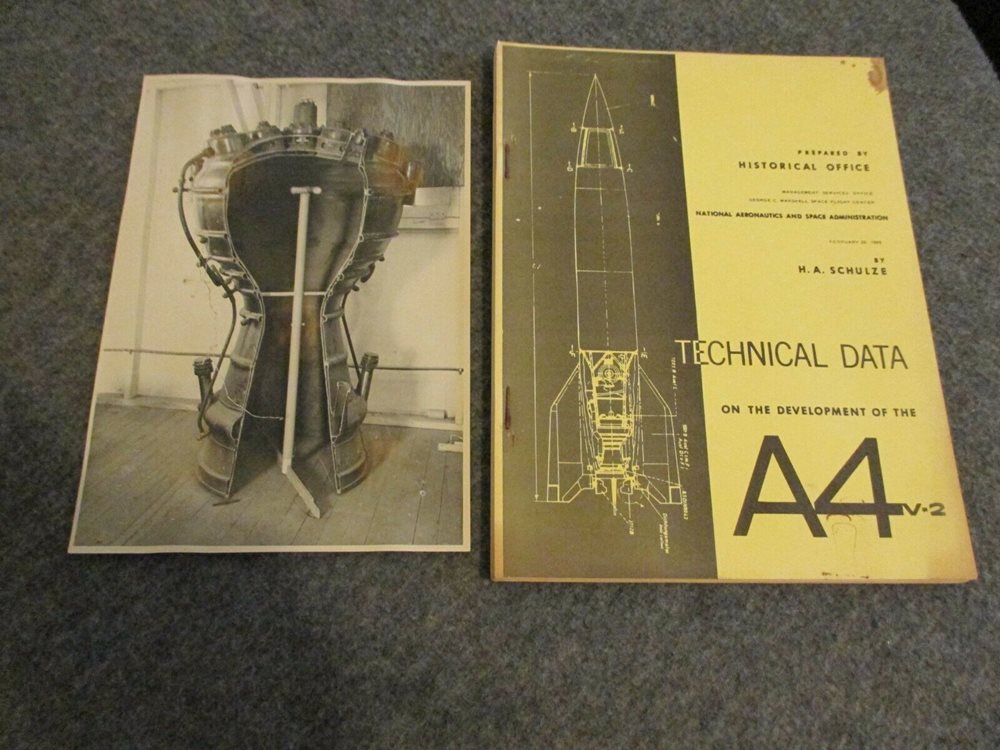 PREPARED BY
HISTORICAL OFFICE
MANAGEMENT SERVICES OFFICE
GEORGE C. MARSHALL SPACE FLIGHT CENTER
NATIONAL AERONAUTICS AND SPACE ADMINISTRATION
BY
H. A. SCHULZE
TECHNICAL DATA
ON THE DEVELOPMENT OF THE
A4 V-2